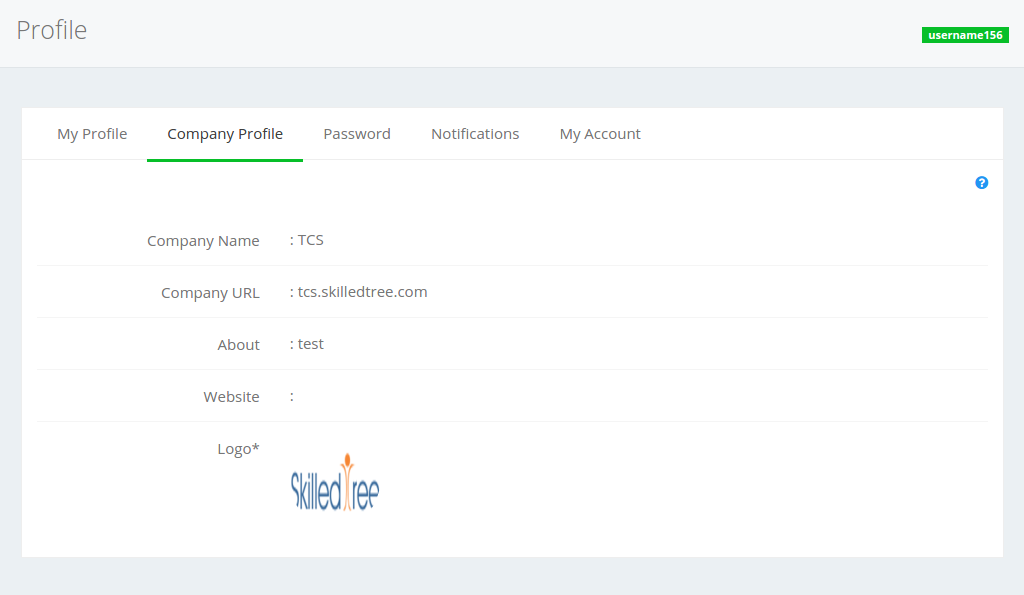 Profile
username156
My Profile Company Profile Password Notifications My Account
?
Company Name : TCS
Company URL : tcs.skilledtree.com
About : test
Website :
Logo*
SkilledTree